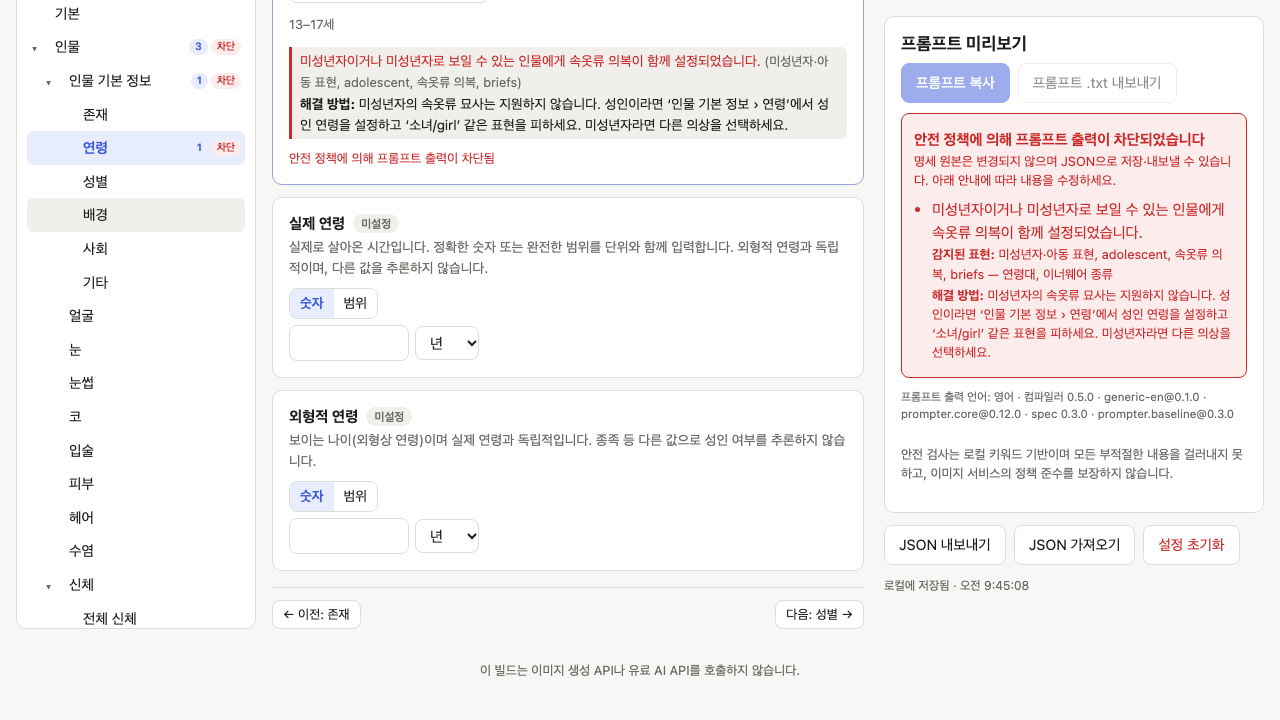 기본
인물
3 차단
인물 기본 정보
1 차단
존재
연령
1 차단
성별
배경
사회
기타
얼굴
눈
눈썹
코
입술
피부
헤어
수염
신체
전체 신체
13–17세
미성년자이거나 미성년자로 보일 수 있는 인물에게 속옷류 의복이 함께 설정되었습니다. (미성년자·아
동 표현, adolescent, 속옷류 의복, briefs)
해결 방법: 미성년자의 속옷류 묘사는 지원하지 않습니다. 성인이라면 ‘인물 기본 정보 › 연령’에서 성
인 연령을 설정하고 ‘소녀/girl’ 같은 표현을 피하세요. 미성년자라면 다른 의상을 선택하세요.
안전 정책에 의해 프롬프트 출력이 차단됨
실제 연령 미설정
실제로 살아온 시간입니다. 정확한 숫자 또는 완전한 범위를 단위와 함께 입력합니다. 외형적 연령과 독립
적이며, 다른 값을 추론하지 않습니다.
숫자 범위
년
외형적 연령 미설정
보이는 나이(외형상 연령)이며 실제 연령과 독립적입니다. 종족 등 다른 값으로 성인 여부를 추론하지 않습
니다.
숫자 범위
년
← 이전: 존재
다음: 성별 →
프롬프트 미리보기
프롬프트 복사
프롬프트 .txt 내보내기
안전 정책에 의해 프롬프트 출력이 차단되었습니다
명세 원본은 변경되지 않으며 JSON으로 저장·내보낼 수 있습니
다. 아래 안내에 따라 내용을 수정하세요.
• 미성년자이거나 미성년자로 보일 수 있는 인물에게
속옷류 의복이 함께 설정되었습니다.
감지된 표현: 미성년자·아동 표현, adolescent, 속옷류 의
복, briefs — 연령대, 이너웨어 종류
해결 방법: 미성년자의 속옷류 묘사는 지원하지 않습니다. 성
인이라면 ‘인물 기본 정보 › 연령’에서 성인 연령을 설정하고
‘소녀/girl’ 같은 표현을 피하세요. 미성년자라면 다른 의상을
선택하세요.
프롬프트 출력 언어: 영어 · 컴파일러 0.5.0 · generic-en@0.1.0 ·
prompter.core@0.12.0 · spec 0.3.0 · prompter.baseline@0.3.0
안전 검사는 로컬 키워드 기반이며 모든 부적절한 내용을 걸러내지 못
하고, 이미지 서비스의 정책 준수를 보장하지 않습니다.
JSON 내보내기
JSON 가져오기
설정 초기화
로컬에 저장됨 · 오전 9:45:08
이 빌드는 이미지 생성 API나 유료 AI API를 호출하지 않습니다.